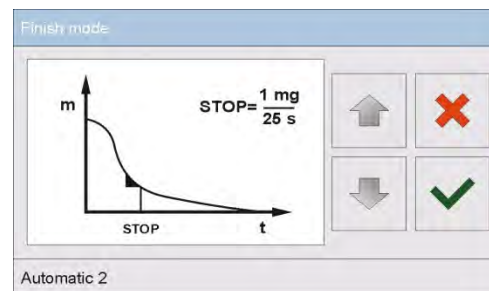 Finish mode
m
STOP= 1 mg
25 s
STOP
t
Automatic 2